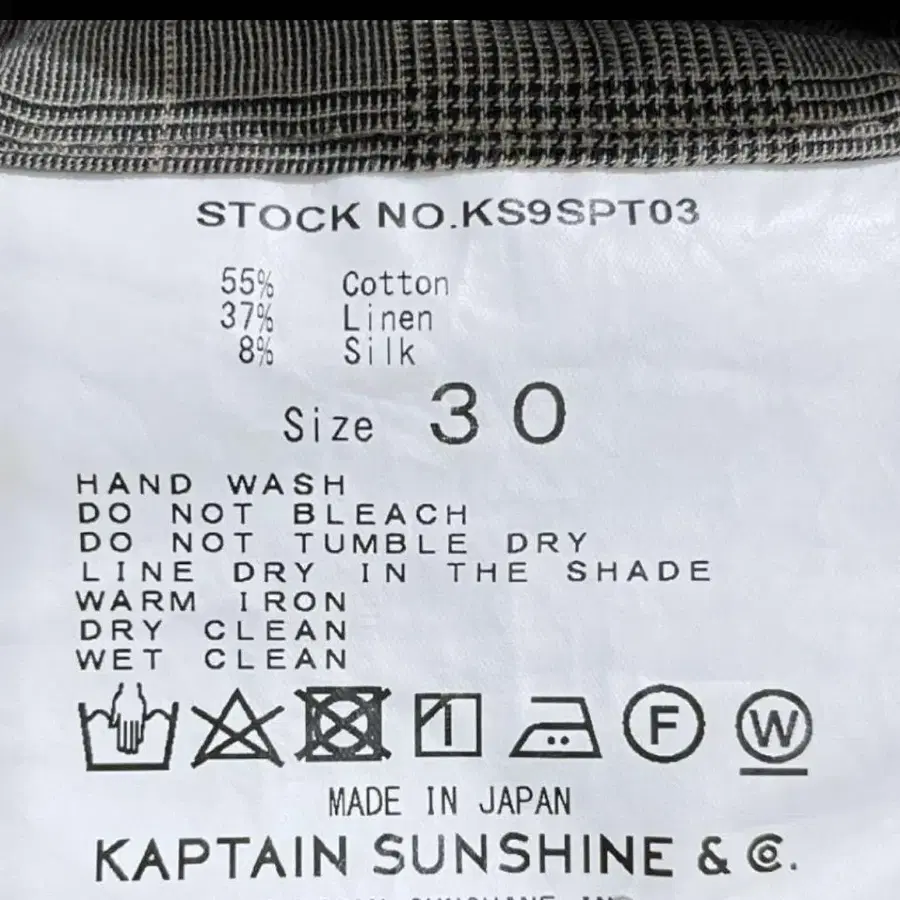 STOCK NO.KS9SPT03
55% Cotton
37% Linen
8% Silk
Size 30
HAND WASH
DO NOT BLEACH
DO NOT TUMBLE DRY
LINE DRY IN THE SHADE
WARM IRON
DRY CLEAN
WET CLEAN
F W
MADE IN JAPAN
KAPTAIN SUNSHINE & Co.